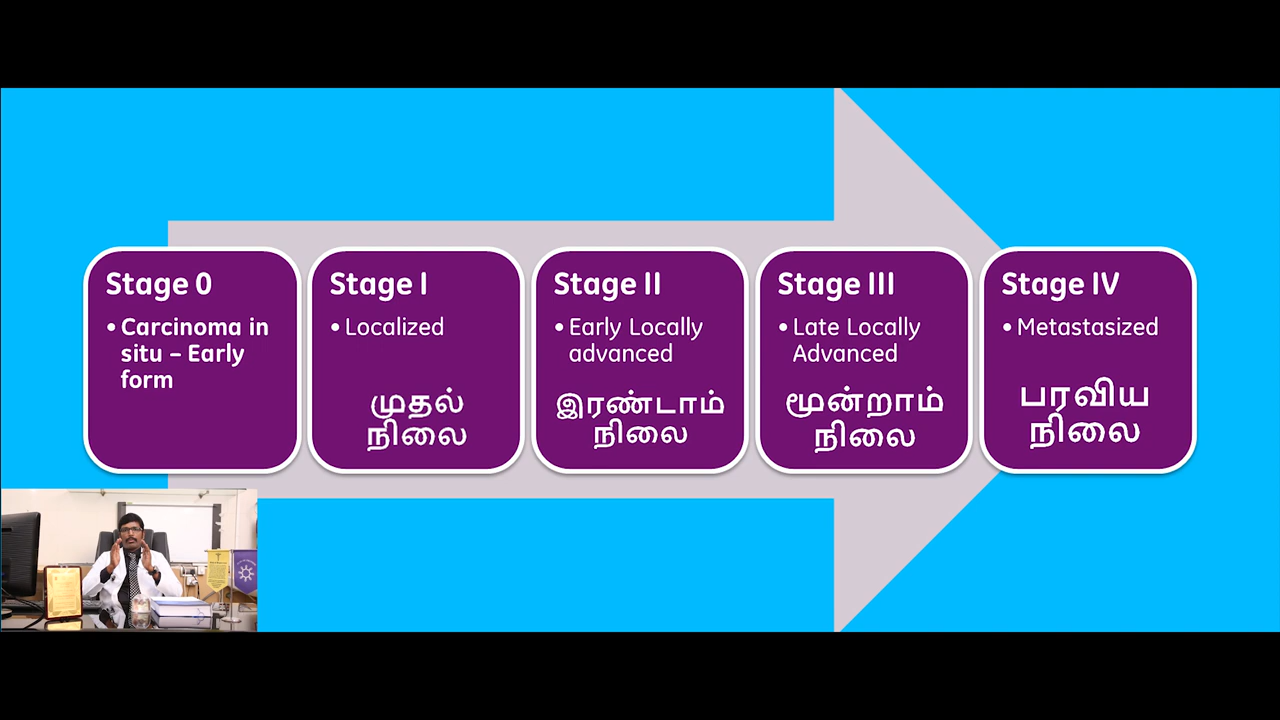 Stage 0
• Carcinoma in
situ – Early
form
Stage I
• Localized
முதல்
நிலை
Stage II
• Early Locally
advanced
இரண்டாம்
நிலை
Stage III
• Late Locally
Advanced
மூன்றாம்
நிலை
Stage IV
• Metastasized
பரவிய
நிலை